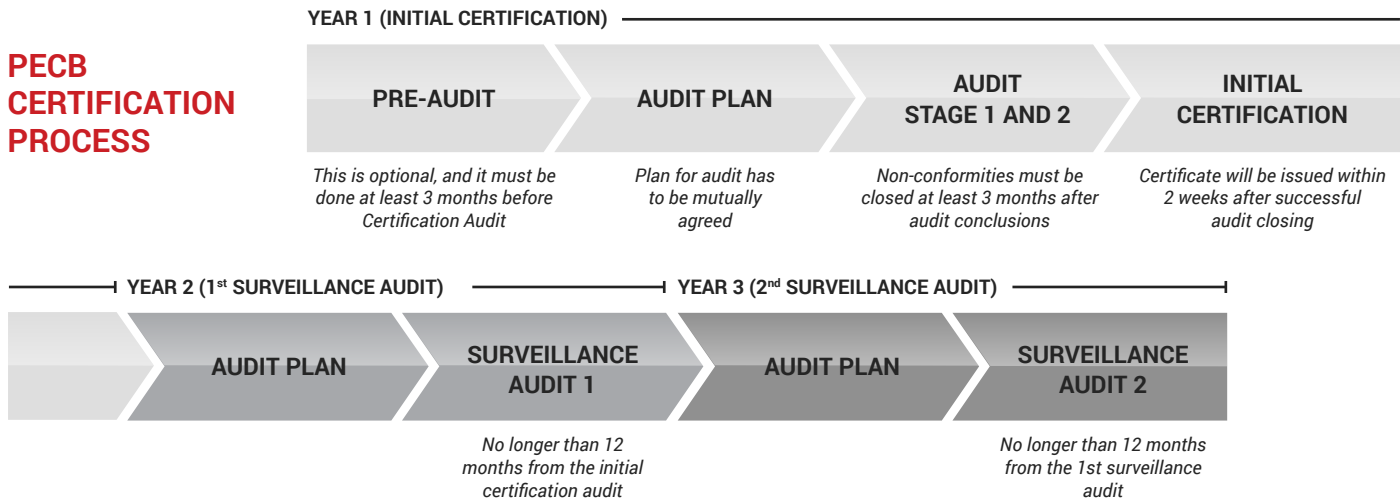 PECB
CERTIFICATION
PROCESS
YEAR 1 (INITIAL CERTIFICATION)
PRE-AUDIT
This is optional, and it must be
done at least 3 months before
Certification Audit
AUDIT PLAN
Plan for audit has
to be mutually
agreed
AUDIT
STAGE 1 AND 2
Non-conformities must be
closed at least 3 months after
audit conclusions
INITIAL
CERTIFICATION
Certificate will be issued within
2 weeks after successful
audit closing
YEAR 2 (1st SURVEILLANCE AUDIT)
AUDIT PLAN
SURVEILLANCE
AUDIT 1
No longer than 12
months from the initial
certification audit
YEAR 3 (2nd SURVEILLANCE AUDIT)
AUDIT PLAN
SURVEILLANCE
AUDIT 2
No longer than 12 months
from the 1st surveillance
audit